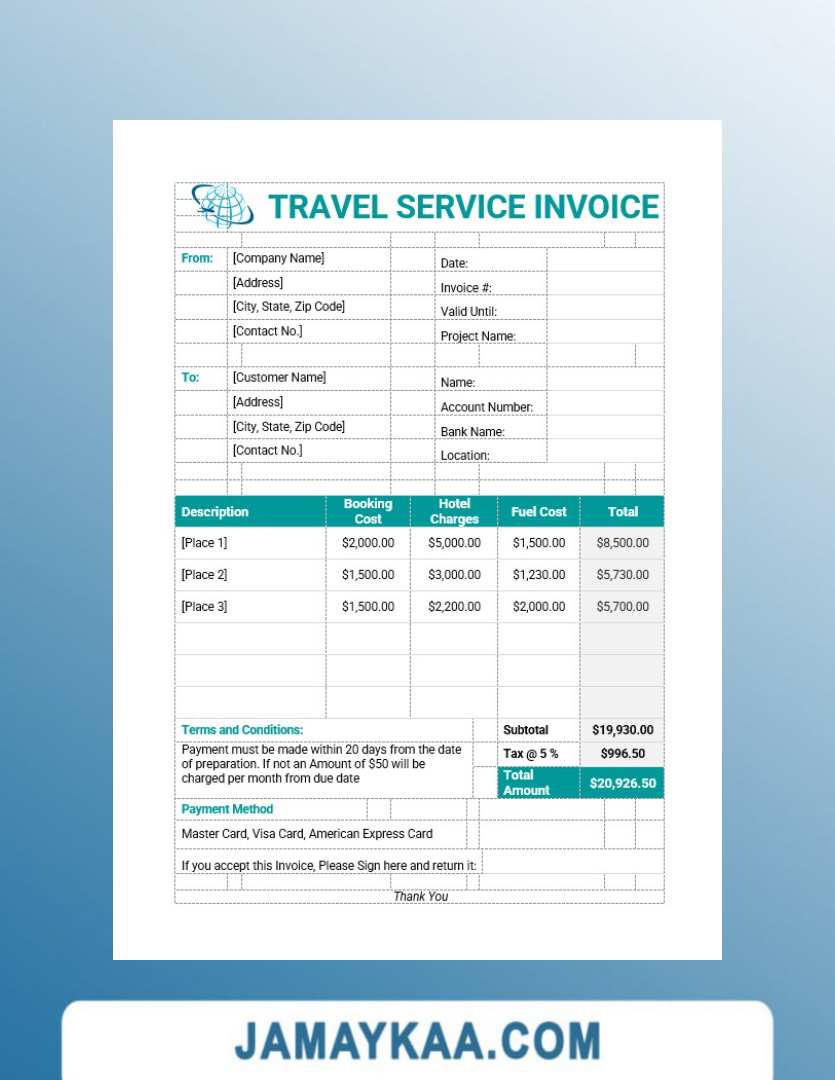 TRAVEL SERVICE INVOICE
From: [Company Name] Date:
[Address] Invoice #:
[City, State, Zip Code] Valid Until:
[Contact No.] Project Name:
To: [Customer Name] Name:
[Address] Account Number:
[City, State, Zip Code] Bank Name:
[Contact No.] Location:
Description Booking Cost Hotel Charges Fuel Cost Total
[Place 1] $2,000.00 $5,000.00 $1,500.00 $8,500.00
[Place 2] $1,500.00 $3,000.00 $1,230.00 $5,730.00
[Place 3] $1,500.00 $2,200.00 $2,000.00 $5,700.00
Terms and Conditions: Subtotal $19,930.00
Payment must be made within 20 days from the date
of preparation. If not an Amount of $50 will be
charged per month from due date
Tax @ 5 % $996.50
Total Amount $20,926.50
Payment Method
Master Card, Visa Card, American Express Card
If you accept this Invoice, Please Sign here and return it:
Thank You
JAMAYKAA.COM